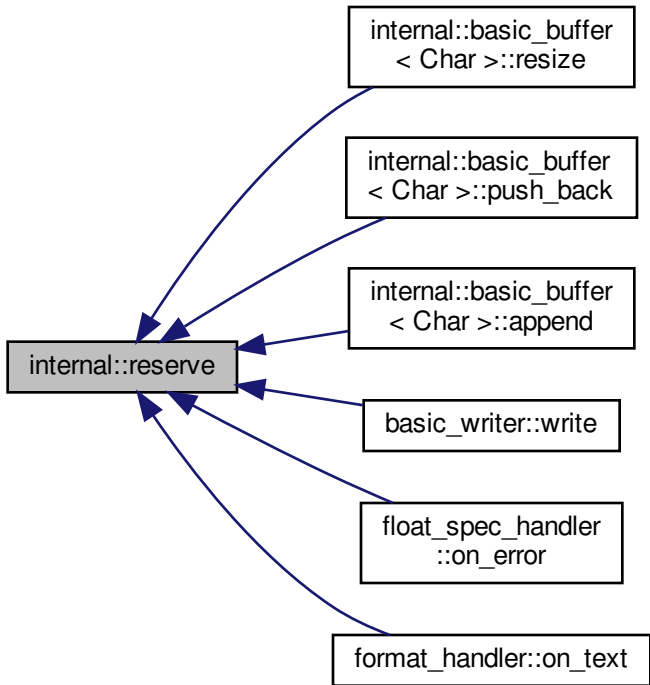 internal::basic_buffer
< Char >::resize
internal::basic_buffer
< Char >::push_back
internal::basic_buffer
< Char >::append
internal::reserve
basic_writer::write
float_spec_handler
::on_error
format_handler::on_text